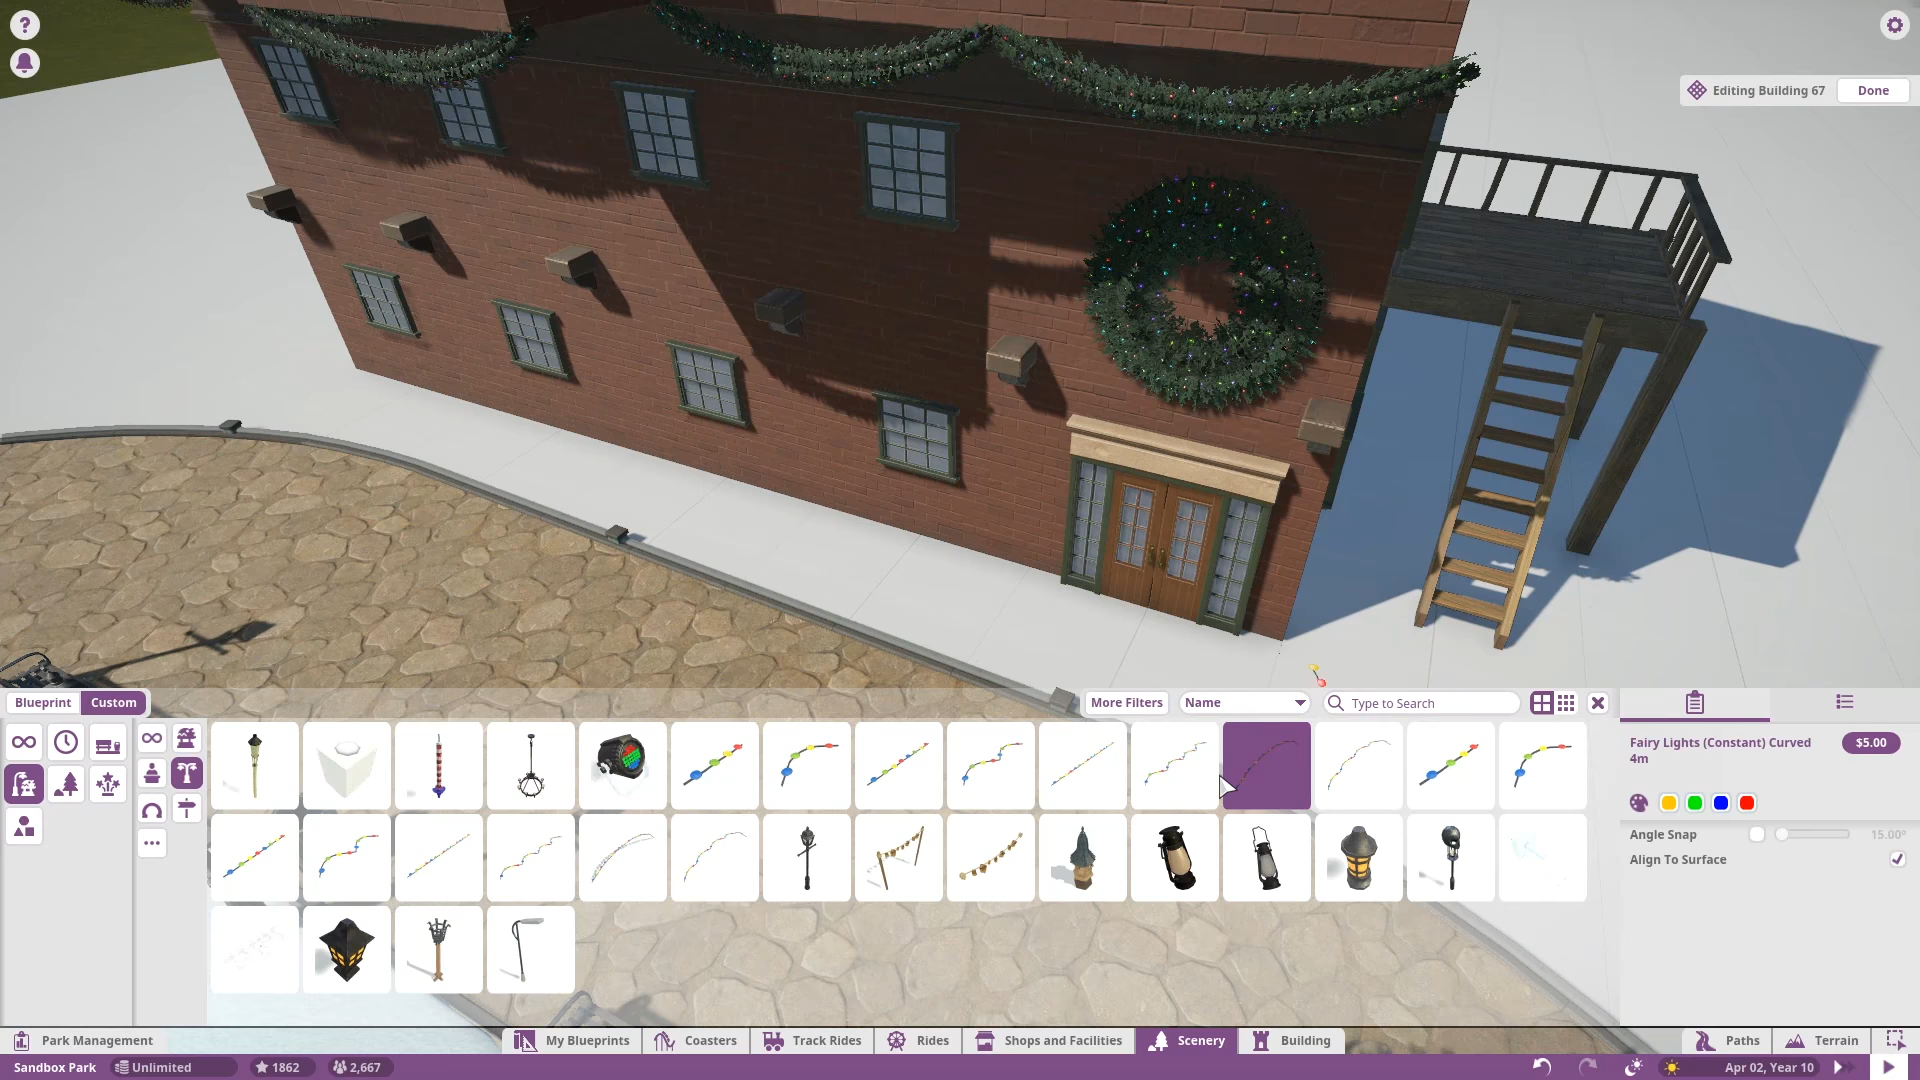 ?
Editing Building 67
Done
Blueprint
Custom
More Filters
Name
Type to Search
Fairy Lights (Constant) Curved
4m
$5.00
Angle Snap
15.00°
Align To Surface
Park Management
My Blueprints
Coasters
Track Rides
Rides
Shops and Facilities
Scenery
Building
Paths
Terrain
Sandbox Park
Unlimited
1862
2,667
Apr 02, Year 10